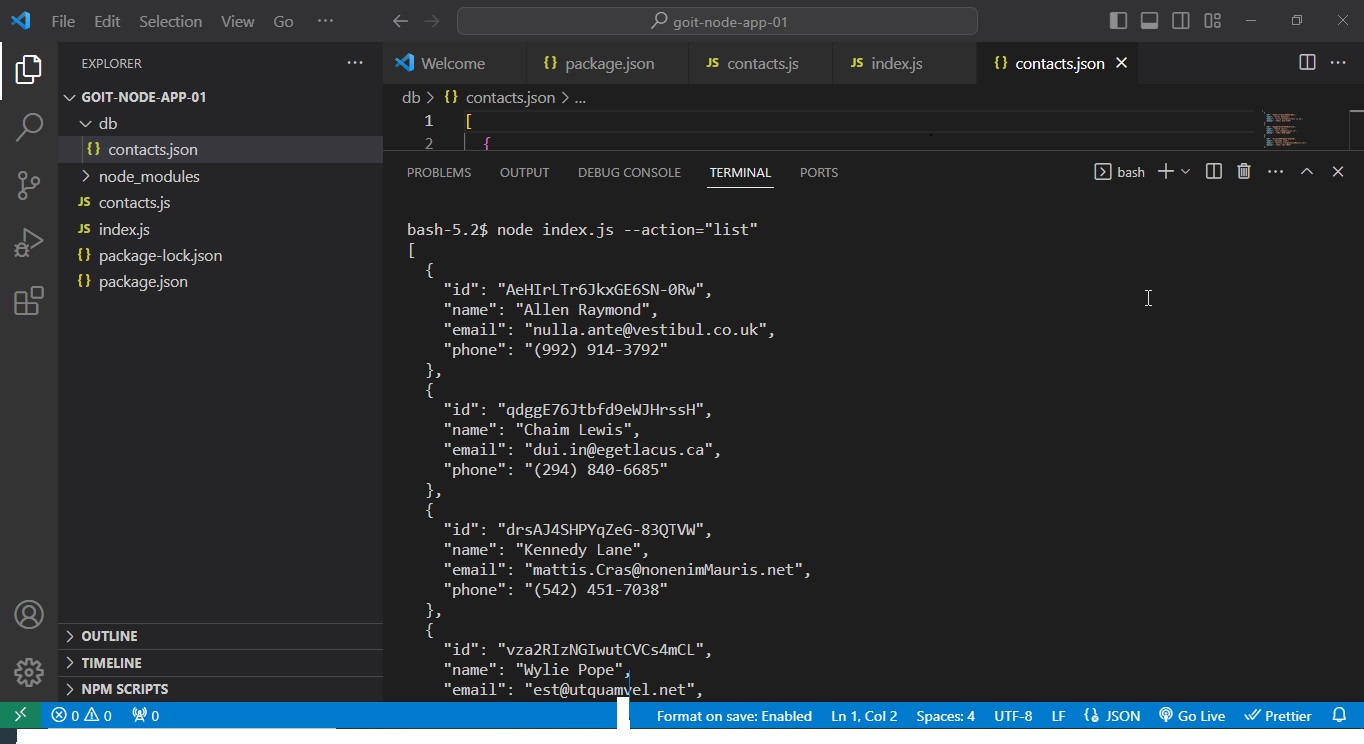 File Edit Selection View Go ··· goit-node-app-01
EXPLORER ···
GOIT-NODE-APP-01
db
{} contacts.json
node_modules
JS contacts.js
JS index.js
{} package-lock.json
{} package.json
OUTLINE
TIMELINE
NPM SCRIPTS
Welcome {} package.json JS contacts.js JS index.js {} contacts.json
db > {} contacts.json > ...
1 [
2 {
PROBLEMS OUTPUT DEBUG CONSOLE TERMINAL PORTS bash
bash-5.2$ node index.js --action="list"
[
{
"id": "AeHIrLTr6JkxGE6SN-0Rw",
"name": "Allen Raymond",
"email": "nulla.ante@vestibul.co.uk",
"phone": "(992) 914-3792"
},
{
"id": "qdggE76Jtbfd9eWJHrssH",
"name": "Chaim Lewis",
"email": "dui.in@egetlacus.ca",
"phone": "(294) 840-6685"
},
{
"id": "drsAJ4SHPYqZeG-83QTVW",
"name": "Kennedy Lane",
"email": "mattis.Cras@nonenimMauris.net",
"phone": "(542) 451-7038"
},
{
"id": "vza2RIzNGIwutCVCs4mCL",
"name": "Wylie Pope",
"email": "est@utquamvel.net",
0 0 0 Format on save: Enabled Ln 1, Col 2 Spaces: 4 UTF-8 LF {} JSON Go Live Prettier